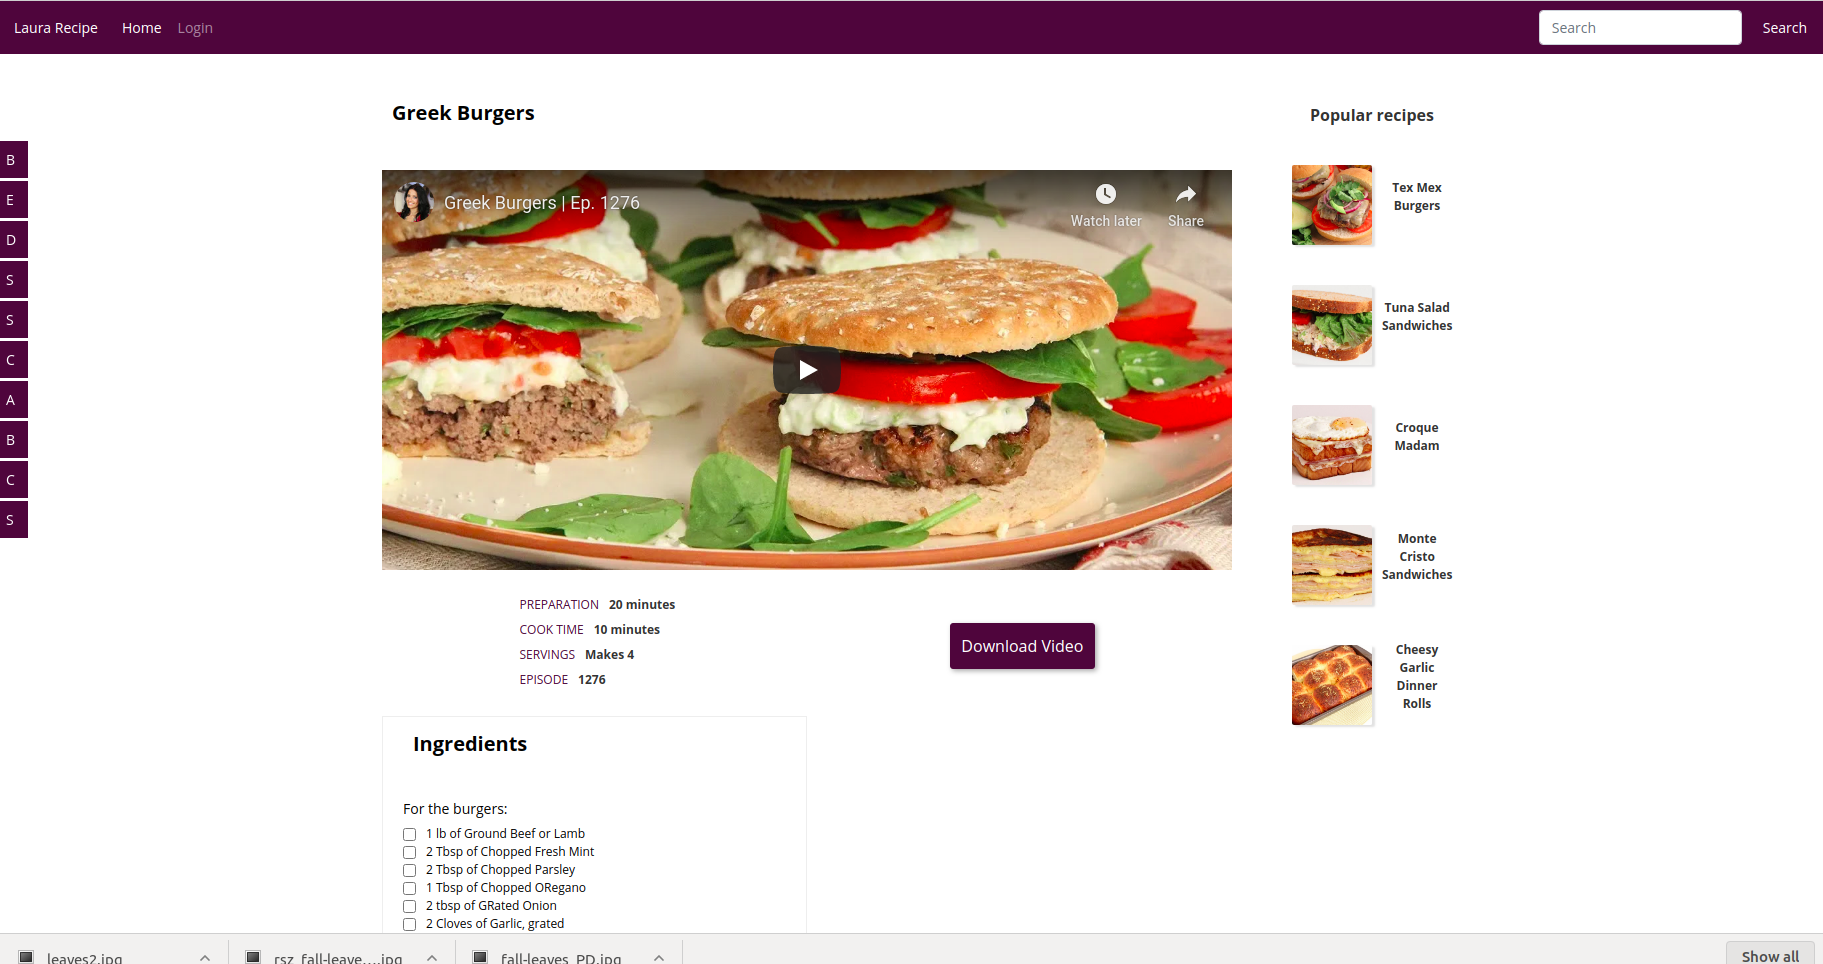 Laura Recipe Home Login Search Search
B
E
D
S
S
C
A
B
C
S
Greek Burgers
Greek Burgers | Ep. 1276
Watch later Share
PREPARATION 20 minutes
COOK TIME 10 minutes
SERVINGS Makes 4
EPISODE 1276
Download Video
Ingredients
For the burgers:
1 lb of Ground Beef or Lamb
2 Tbsp of Chopped Fresh Mint
2 Tbsp of Chopped Parsley
1 Tbsp of Chopped ORegano
2 tbsp of GRated Onion
2 Cloves of Garlic, grated
Popular recipes
Tex Mex
Burgers
Tuna Salad
Sandwiches
Croque
Madam
Monte
Cristo
Sandwiches
Cheesy
Garlic
Dinner
Rolls
leaves2.jpg rsz_fall-leave....jpg fall-leaves_PD.jpg Show all